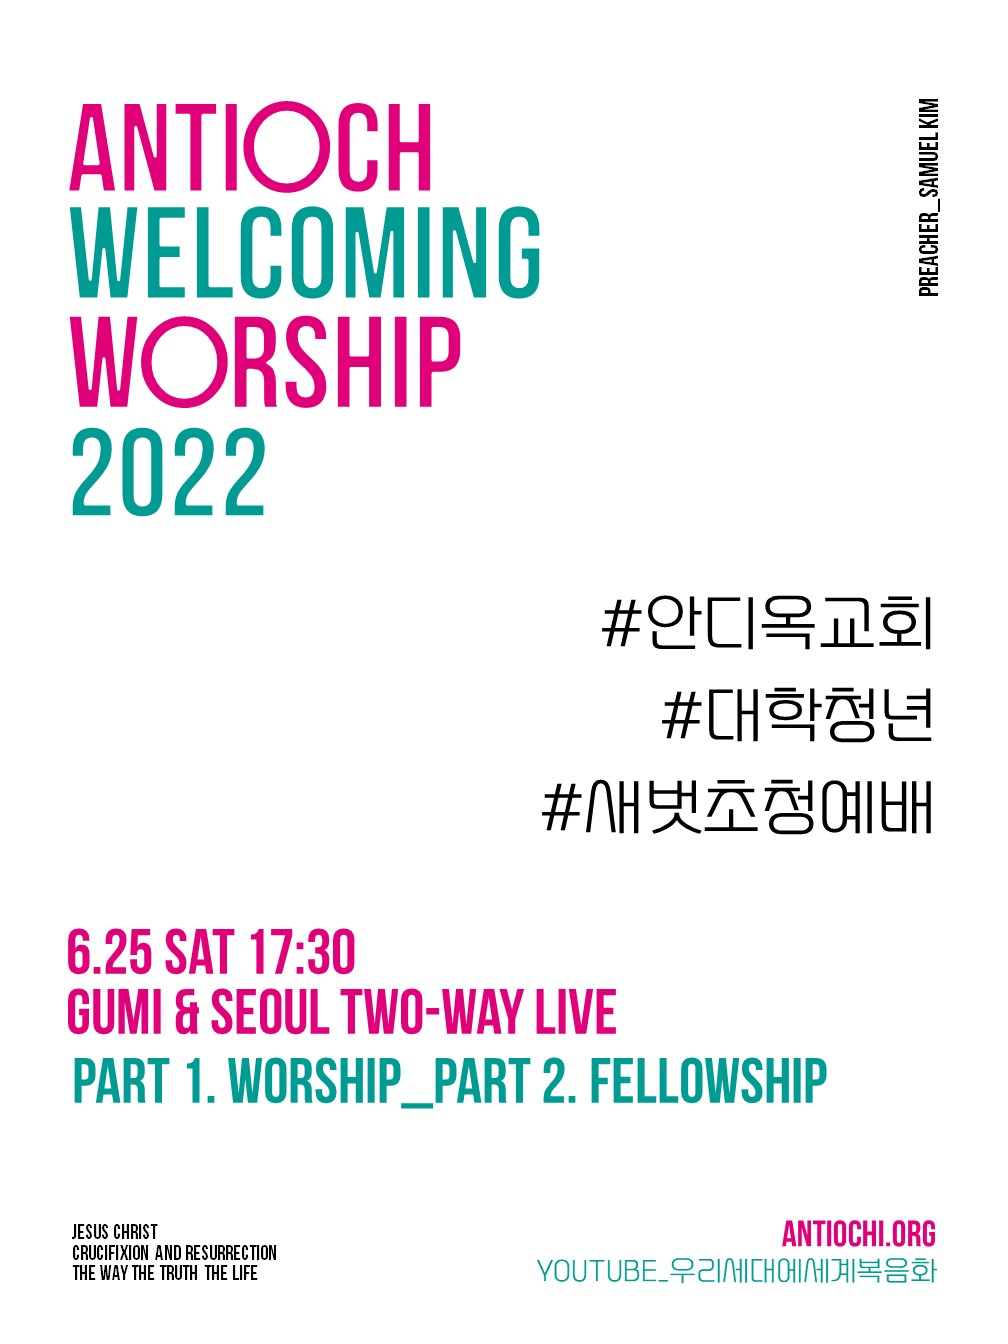 ANTIOCH
WELCOMING
WORSHIP
2022
PREACHER_SAMUEL KIM
#안디옥교회
#대학청년
#새벗초청예배
6.25 SAT 17:30
GUMI & SEOUL TWO-WAY LIVE
PART 1. WORSHIP_PART 2. FELLOWSHIP
JESUS CHRIST
CRUCIFIXION AND RESURRECTION
THE WAY THE TRUTH THE LIFE
ANTIOCHI.ORG
YOUTUBE_우리세대에세계복음화